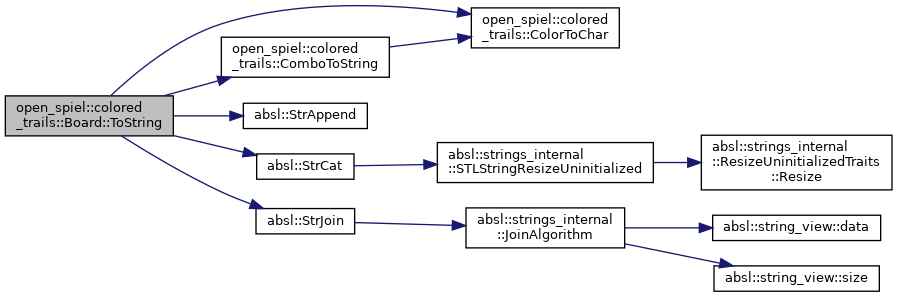 open_spiel::colored
_trails::Board::ToString
open_spiel::colored
_trails::ComboToString
open_spiel::colored
_trails::ColorToChar
absl::StrAppend
absl::StrCat
absl::strings_internal
::STLStringResizeUninitialized
absl::strings_internal
::ResizeUninitializedTraits
::Resize
absl::StrJoin
absl::strings_internal
::JoinAlgorithm
absl::string_view::data
absl::string_view::size